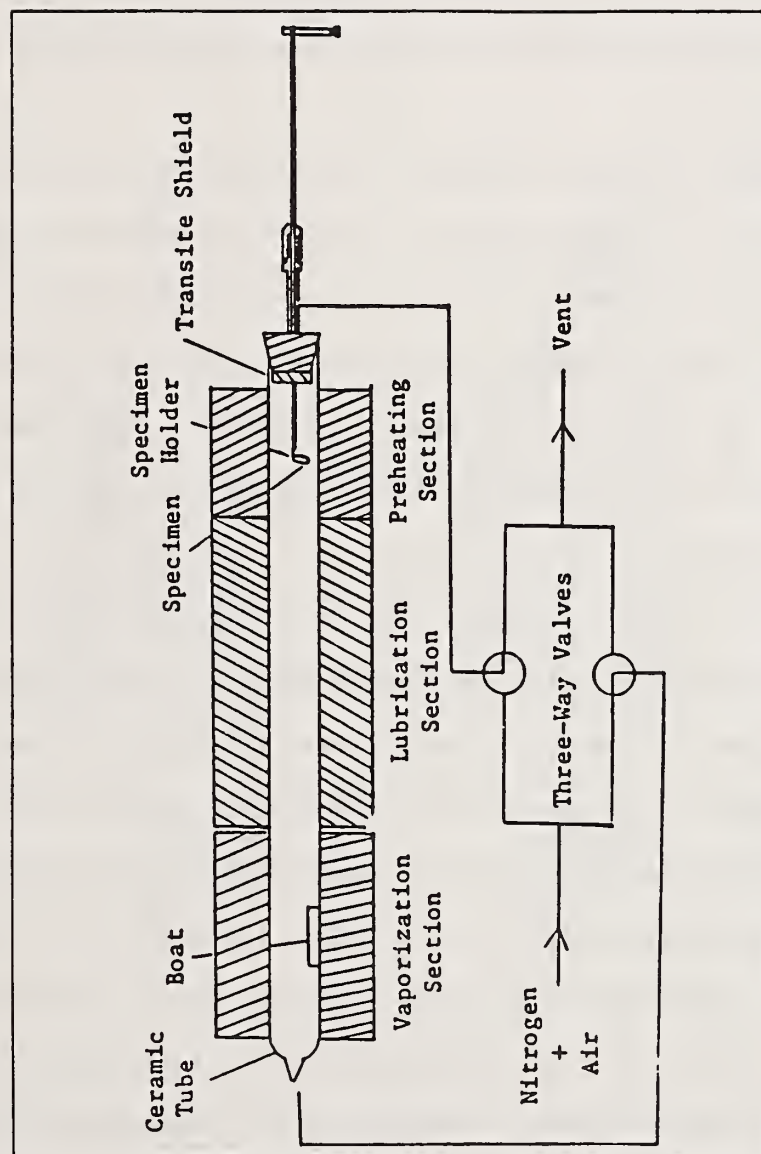 Ceramic
Tube
Boat
Specimen
Specimen
Holder
Transite Shield
Vaporization
Section
Lubrication
Section
Preheating
Section
Nitrogen
+
Air
Three-Way Valves
Vent